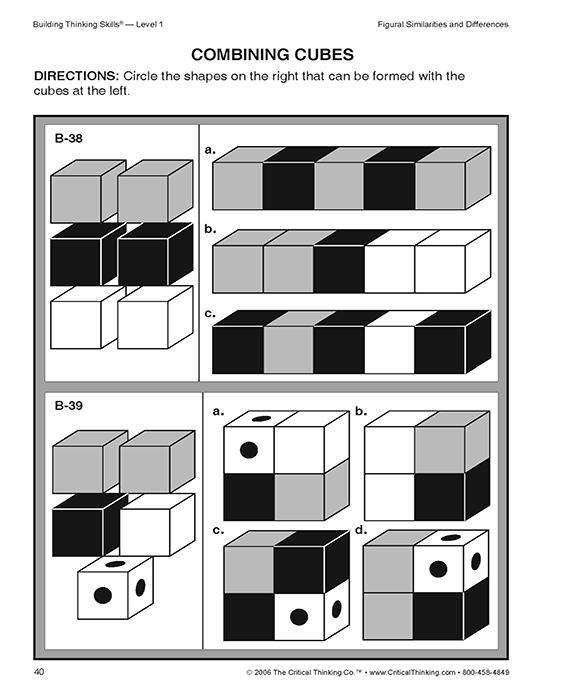 Building Thinking Skills® — Level 1
Figural Similarities and Differences
COMBINING CUBES
DIRECTIONS: Circle the shapes on the right that can be formed with the
cubes at the left.
B-38
a.
b.
c.
B-39
a.
b.
c.
d.
40
© 2006 The Critical Thinking Co.™ • www.CriticalThinking.com • 800-458-4849